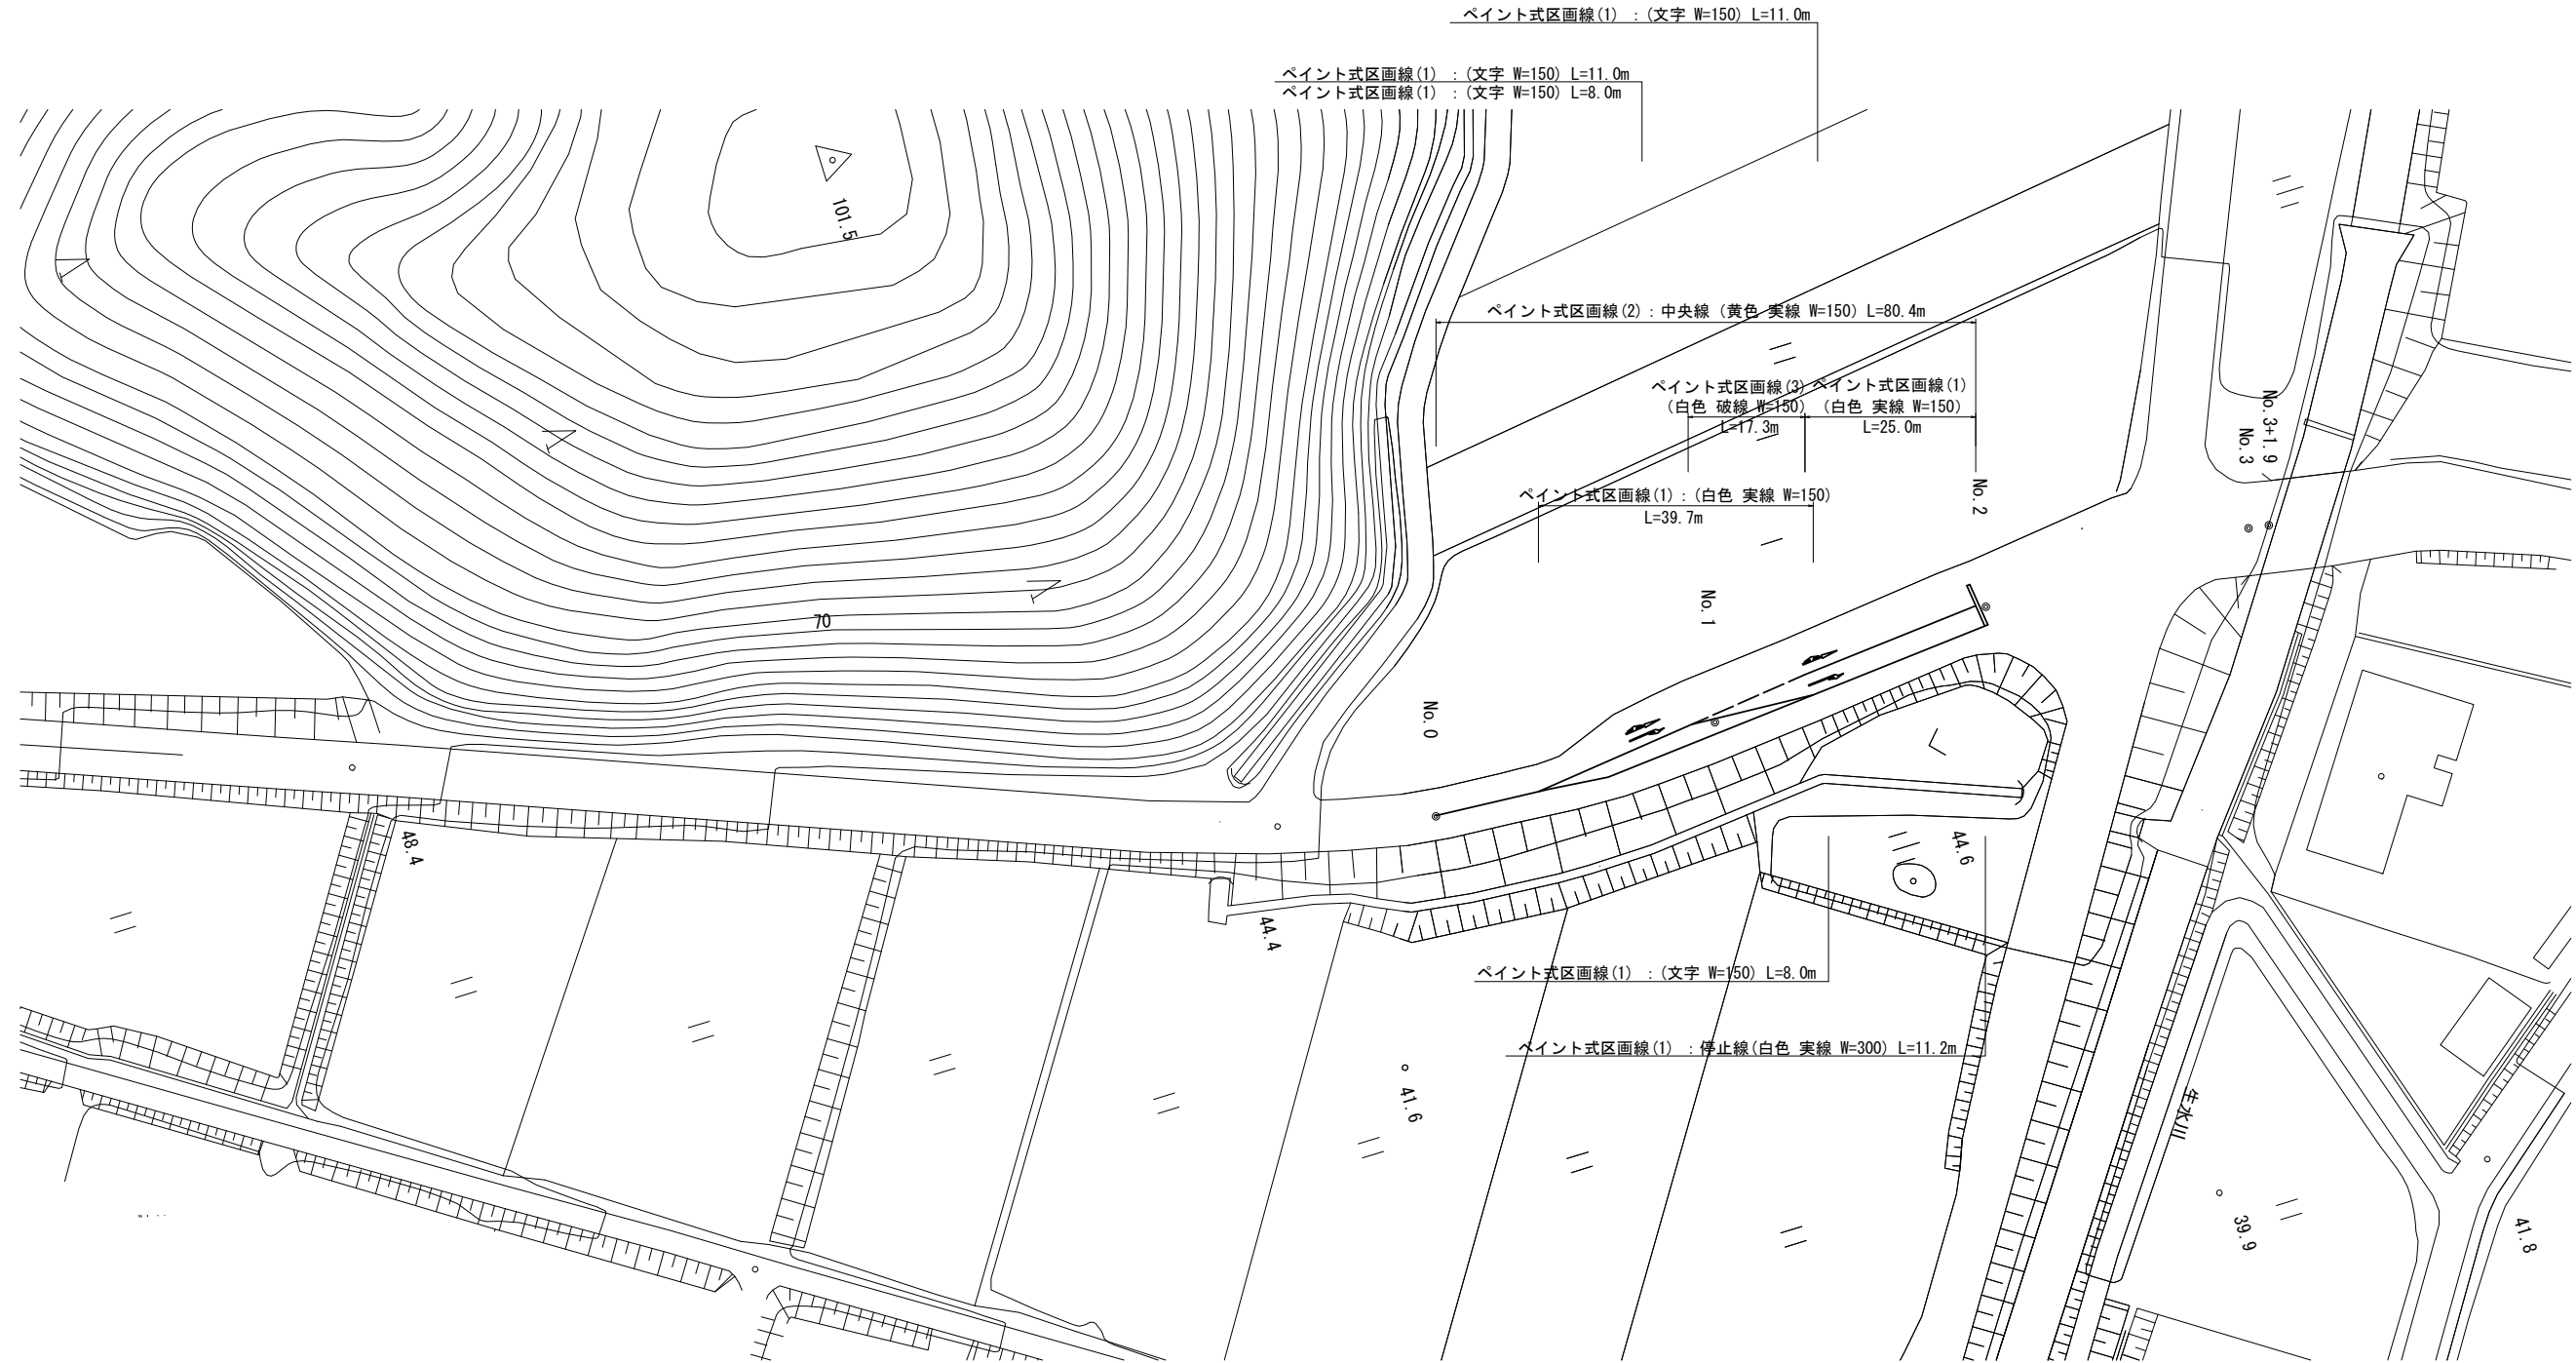 ペイント式区画線(1) : (文字 W=150) L=11.0m
ペイント式区画線(1) : (文字 W=150) L=11.0m
ペイント式区画線(1) : (文字 W=150) L=8.0m
101.5
ペイント式区画線(2) : 中央線 (黄色 実線 W=150) L=80.4m
ペイント式区画線(3)
(白色 破線 W=150)
L=17.3m
ペイント式区画線(1)
(白色 実線 W=150)
L=25.0m
No.3+1.9
No.3
ペイント式区画線(1) : (白色 実線 W=150)
L=39.7m
No.2
No.1
70
No.0
48.4
44.6
44.4
ペイント式区画線(1) : (文字 W=150) L=8.0m
ペイント式区画線(1) : 停止線(白色 実線 W=300) L=11.2m
41.6
生水川
39.9
41.8